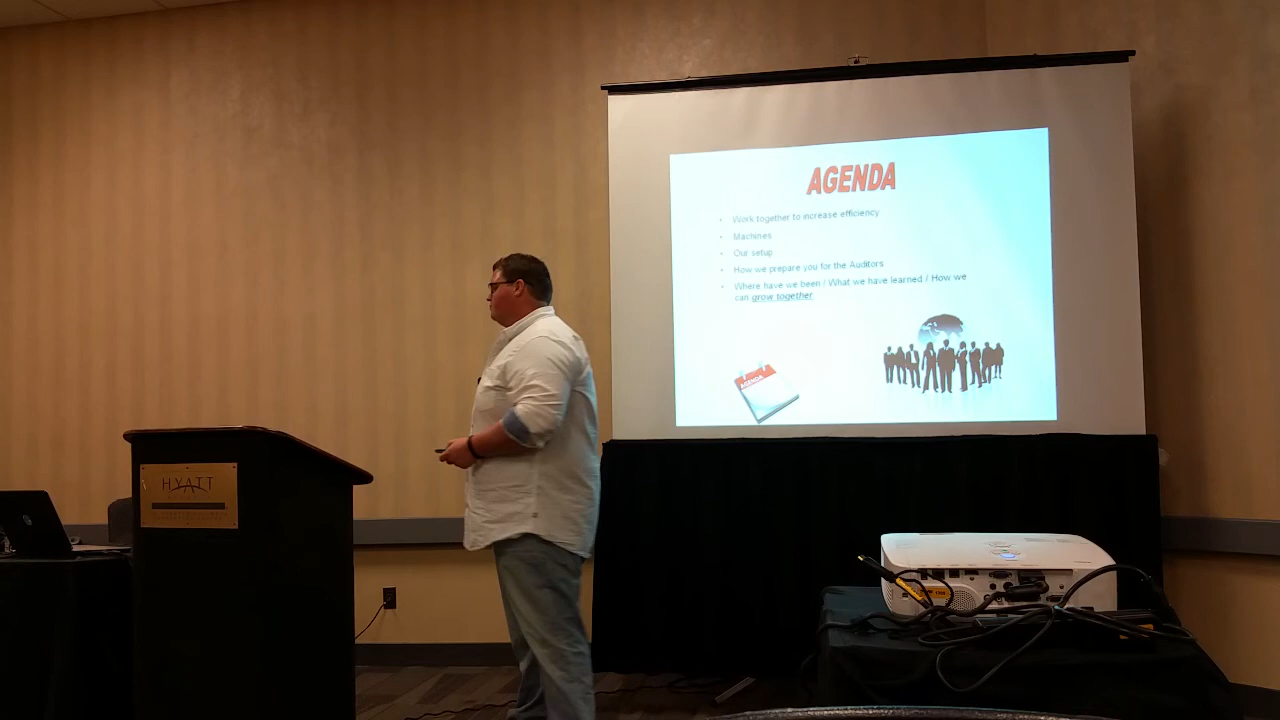 AGENDA
• Work together to increase efficiency
• Machines
• Our setup
• How we prepare you for the Auditors
• Where have we been / What we have learned / How we
can grow together
AGENDA
HYATT